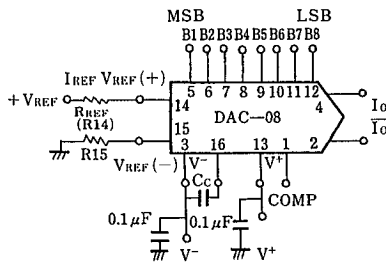 MSB LSB
B1 B2 B3 B4 B5 B6 B7 B8
IREF VREF(+)
5 6 7 8 9 10 11 12
+VREF
14
4
Io
RREF
(R14)
DAC-08
15
2
Io
R15
VREF(-)
3
V-
16
13
V+
1
Cc
COMP
0.1μF
0.1μF
V-
V+